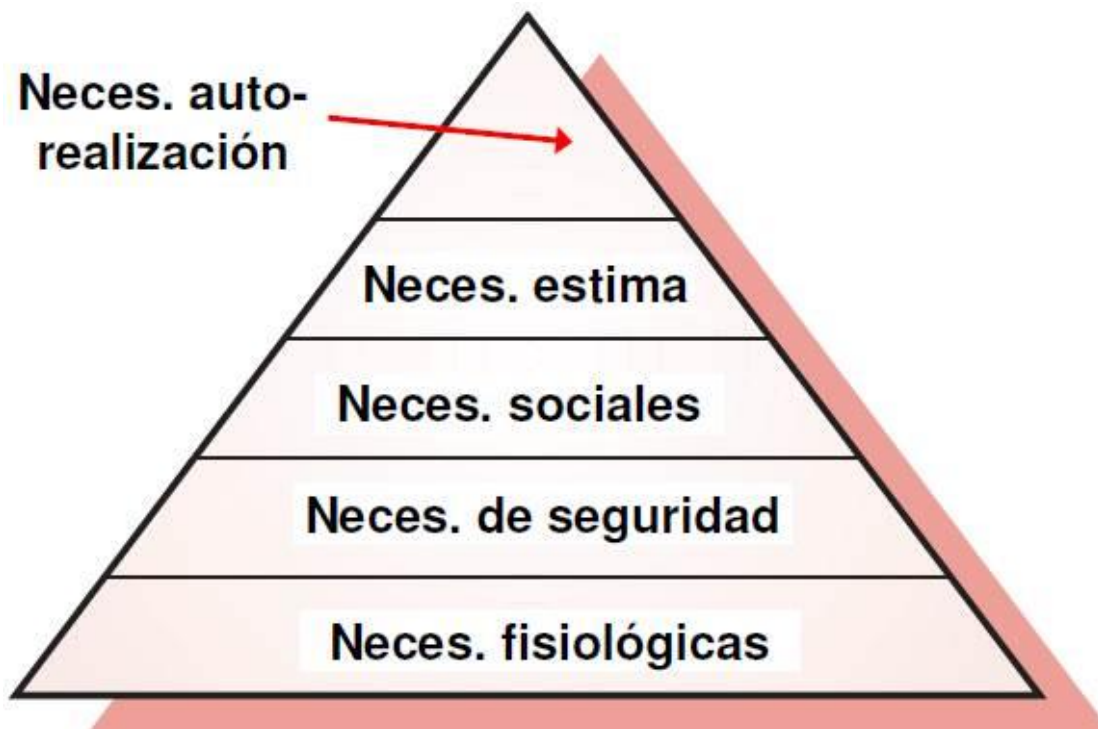 Neces. auto-
realización
Neces. estima
Neces. sociales
Neces. de seguridad
Neces. fisiológicas